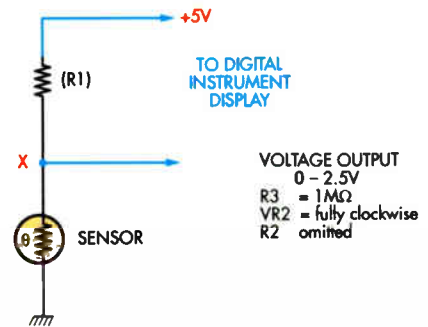 +5V
(R1)
TO DIGITAL
INSTRUMENT
DISPLAY
X
VOLTAGE OUTPUT
0 – 2.5V
R3 = 1MΩ
VR2 = fully clockwise
R2 omitted
θ
SENSOR